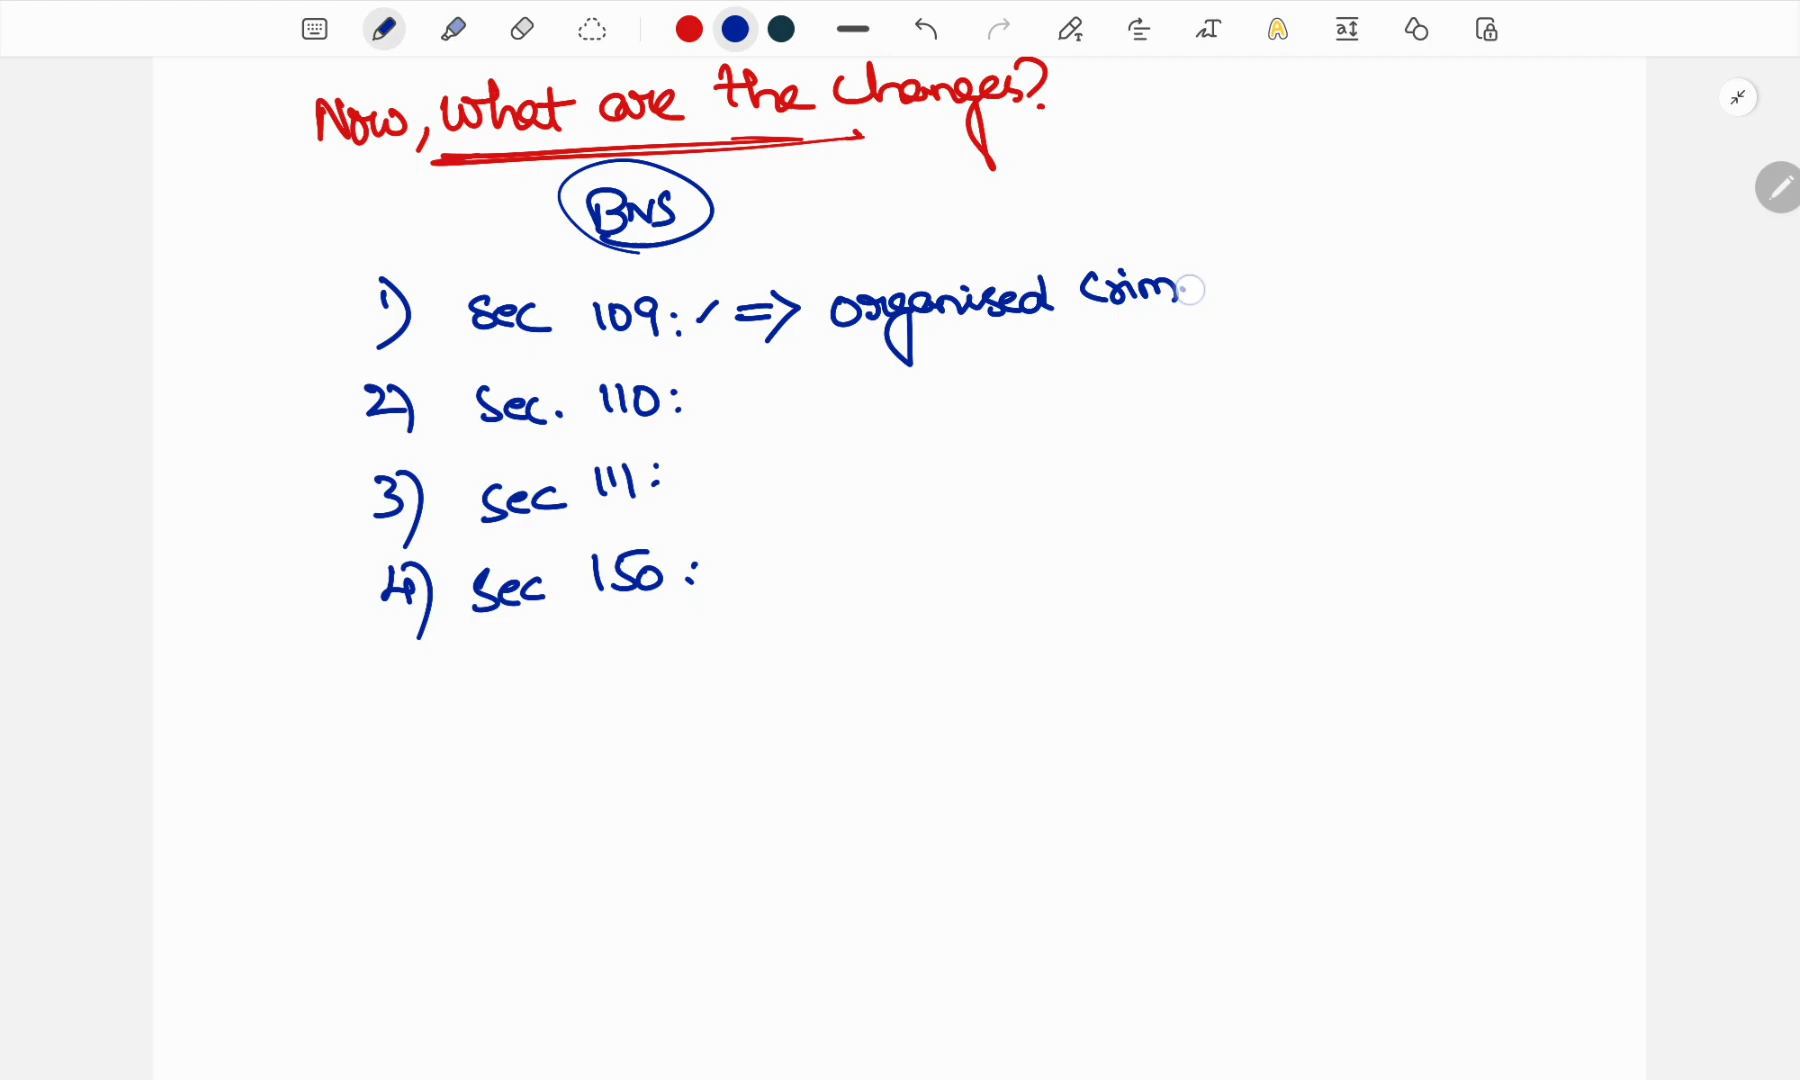 Now, what are the changes?
BNS
1) Sec 109: ✓ => organised crim
2) Sec. 110:
3) Sec 111:
4) Sec 150: